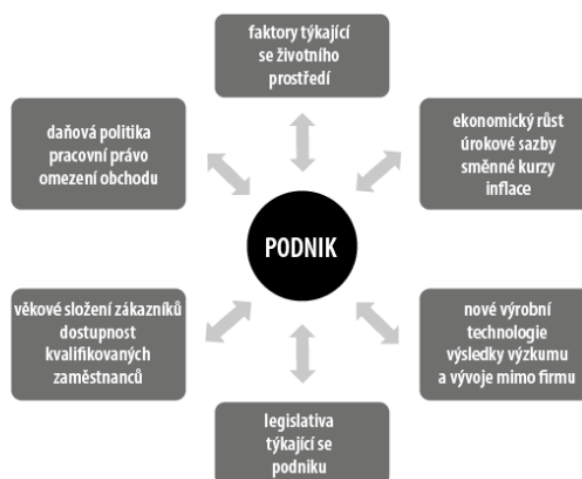 faktory týkající
se životního
prostředí
daňová politika
pracovní právo
omezení obchodu
ekonomický růst
úrokové sazby
směnné kurzy
inflace
PODNIK
věkové složení zákazníků
dostupnost
kvalifikovaných
zaměstnanců
nové výrobní
technologie
výsledky výzkumu
a vývoje mimo firmu
legislativa
týkající se
podniku